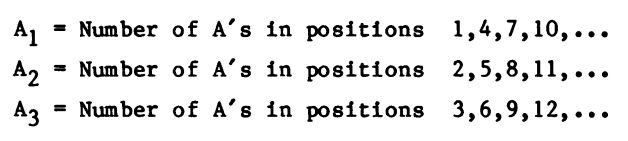 A1 = Number of A's in positions 1,4,7,10,...
A2 = Number of A's in positions 2,5,8,11,...
A3 = Number of A's in positions 3,6,9,12,...